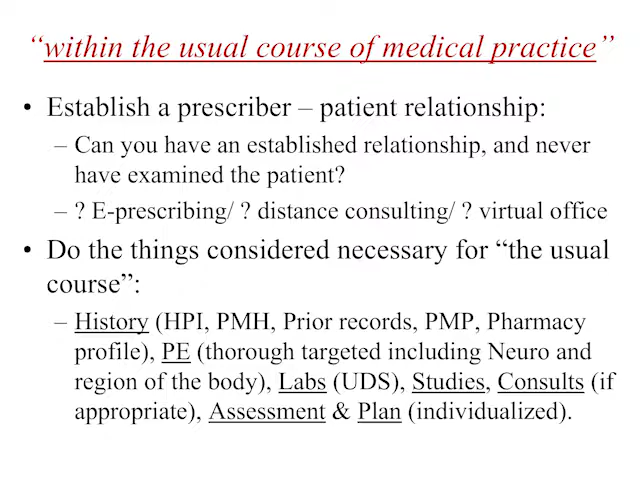 “within the usual course of medical practice”
• Establish a prescriber – patient relationship:
– Can you have an established relationship, and never
have examined the patient?
– ? E-prescribing/ ? distance consulting/ ? virtual office
• Do the things considered necessary for “the usual
course”:
– History (HPI, PMH, Prior records, PMP, Pharmacy
profile), PE (thorough targeted including Neuro and
region of the body), Labs (UDS), Studies, Consults (if
appropriate), Assessment & Plan (individualized).